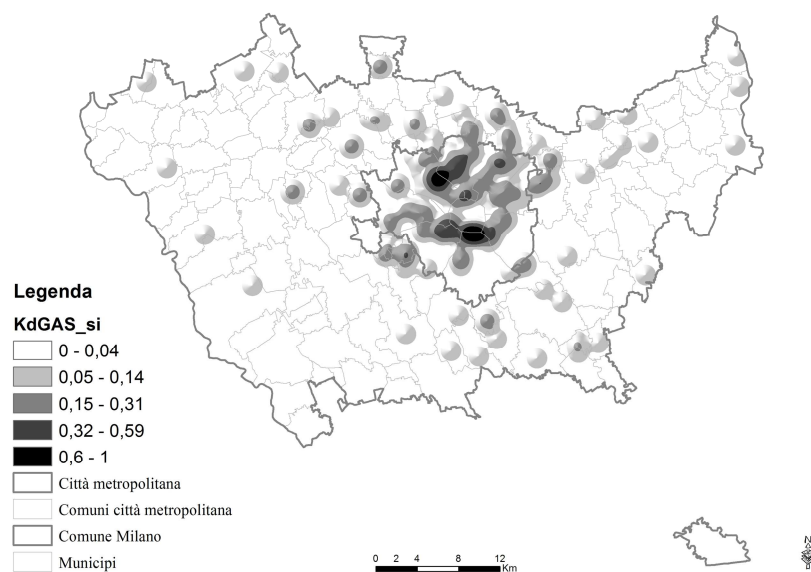 Legenda
KdGAS_si
0 - 0,04
0,05 - 0,14
0,15 - 0,31
0,32 - 0,59
0,6 - 1
Città metropolitana
Comuni città metropolitana
Comune Milano
Municipi
0 2 4 8 12
Km